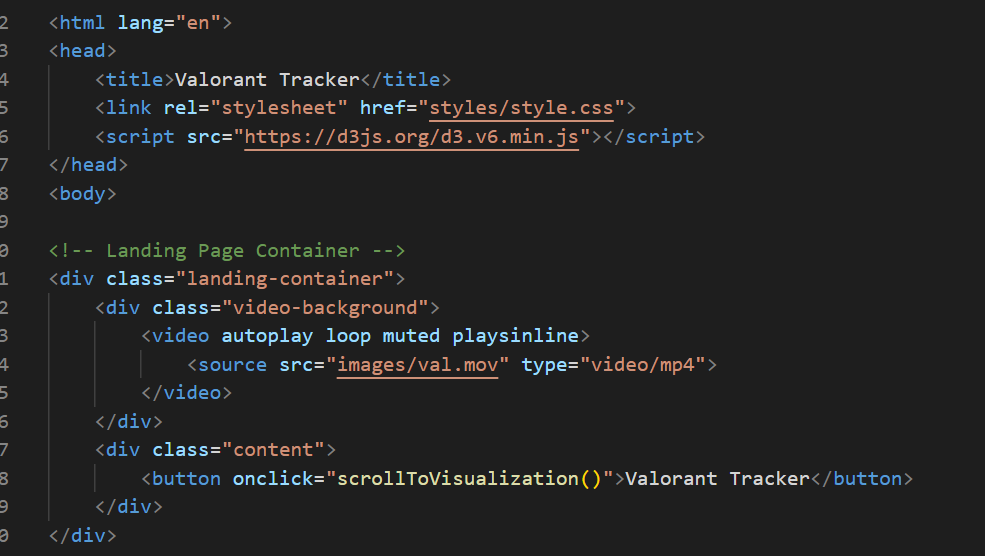 2 <html lang="en">
3 <head>
4     <title>Valorant Tracker</title>
5     <link rel="stylesheet" href="styles/style.css">
6     <script src="https://d3js.org/d3.v6.min.js"></script>
7 </head>
8 <body>
9
0 <!-- Landing Page Container -->
1 <div class="landing-container">
2     <div class="video-background">
3         <video autoplay loop muted playsinline>
4             <source src="images/val.mov" type="video/mp4">
5         </video>
6     </div>
7     <div class="content">
8         <button onclick="scrollToVisualization()">Valorant Tracker</button>
9     </div>
0 </div>